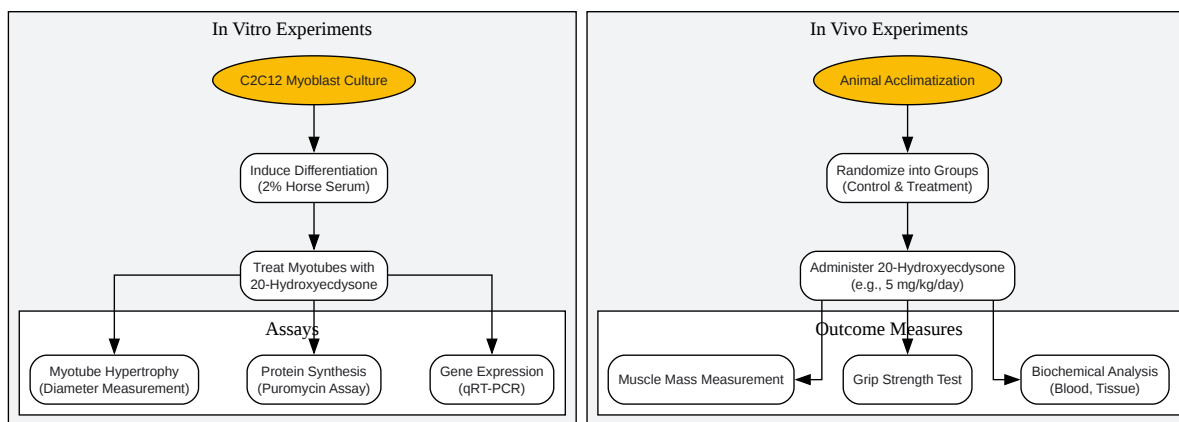 In Vitro Experiments
C2C12 Myoblast Culture
Induce Differentiation
(2% Horse Serum)
Treat Myotubes with
20-Hydroxyecdysone
Assays
Myotube Hypertrophy
(Diameter Measurement)
Protein Synthesis
(Puromycin Assay)
Gene Expression
(qRT-PCR)
In Vivo Experiments
Animal Acclimatization
Randomize into Groups
(Control & Treatment)
Administer 20-Hydroxyecdysone
(e.g., 5 mg/kg/day)
Outcome Measures
Muscle Mass Measurement
Grip Strength Test
Biochemical Analysis
(Blood, Tissue)